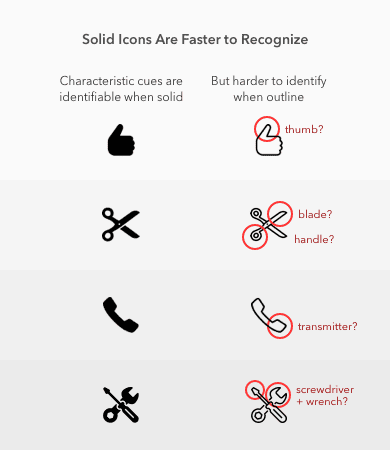 Solid Icons Are Faster to Recognize
Characteristic cues are
identifiable when solid
But harder to identify
when outline
thumb?
blade?
handle?
transmitter?
screwdriver
+ wrench?